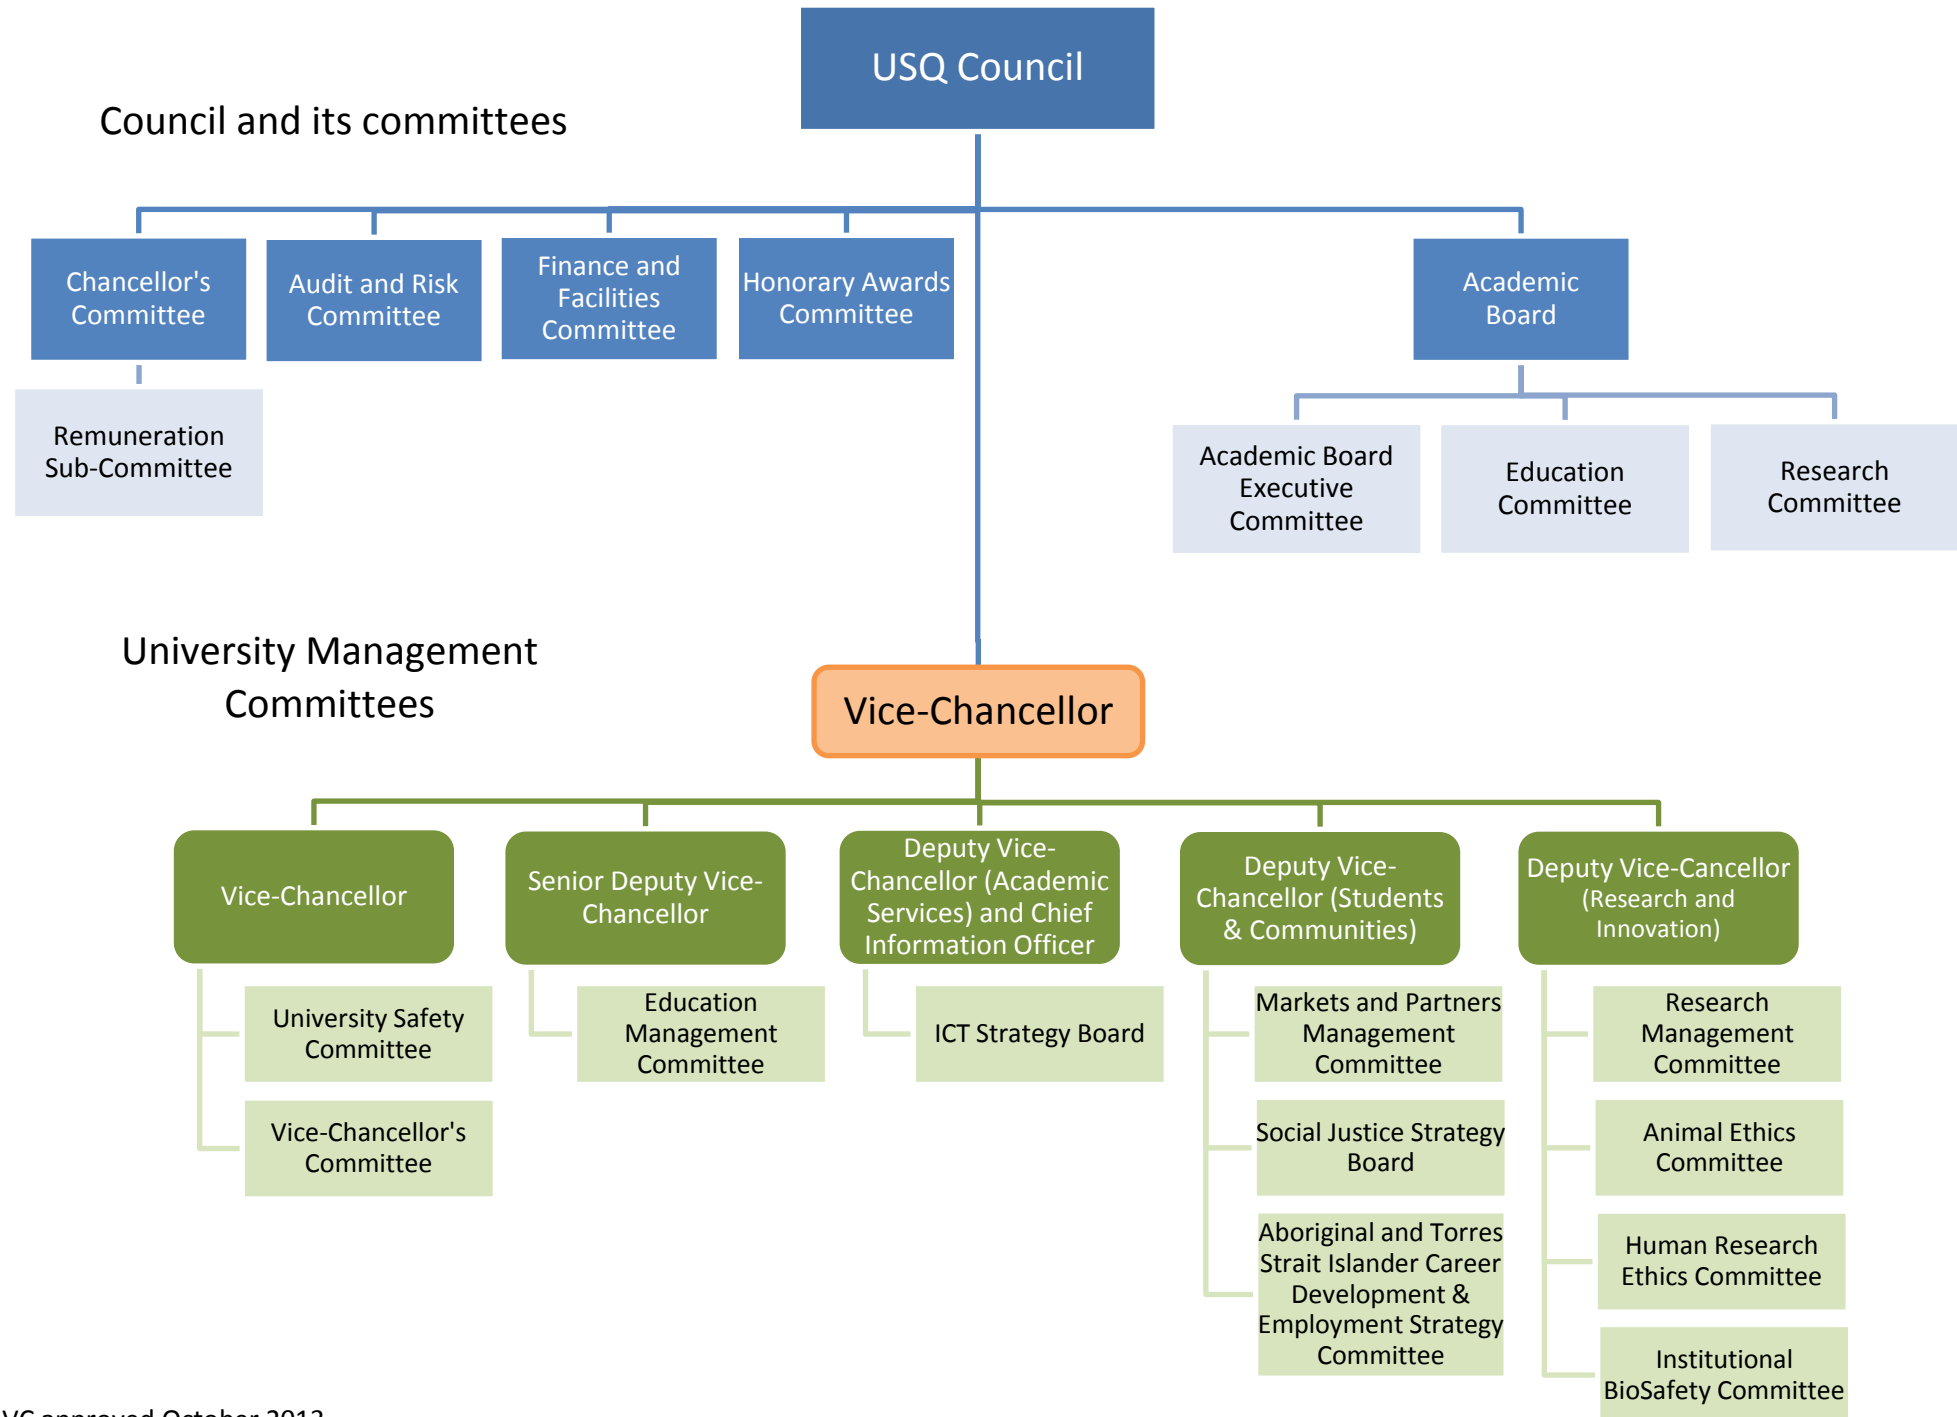 USQ Council
Council and its committees
Chancellor's
Committee
Audit and Risk
Committee
Finance and
Facilities
Committee
Honorary Awards
Committee
Academic
Board
Remuneration
Sub-Committee
Academic Board
Executive
Committee
Education
Committee
Research
Committee
University Management
Committees
Vice-Chancellor
Vice-Chancellor
Senior Deputy Vice-
Chancellor
Deputy Vice-
Chancellor (Academic
Services) and Chief
Information Officer
Deputy Vice-
Chancellor (Students
& Communities)
Deputy Vice-Cancellor
(Research and
Innovation)
University Safety
Committee
Vice-Chancellor's
Committee
Education
Management
Committee
ICT Strategy Board
Markets and Partners
Management
Committee
Social Justice Strategy
Board
Aboriginal and Torres
Strait Islander Career
Development &
Employment Strategy
Committee
Research
Management
Committee
Animal Ethics
Committee
Human Research
Ethics Committee
Institutional
BioSafety Committee
VC approved October